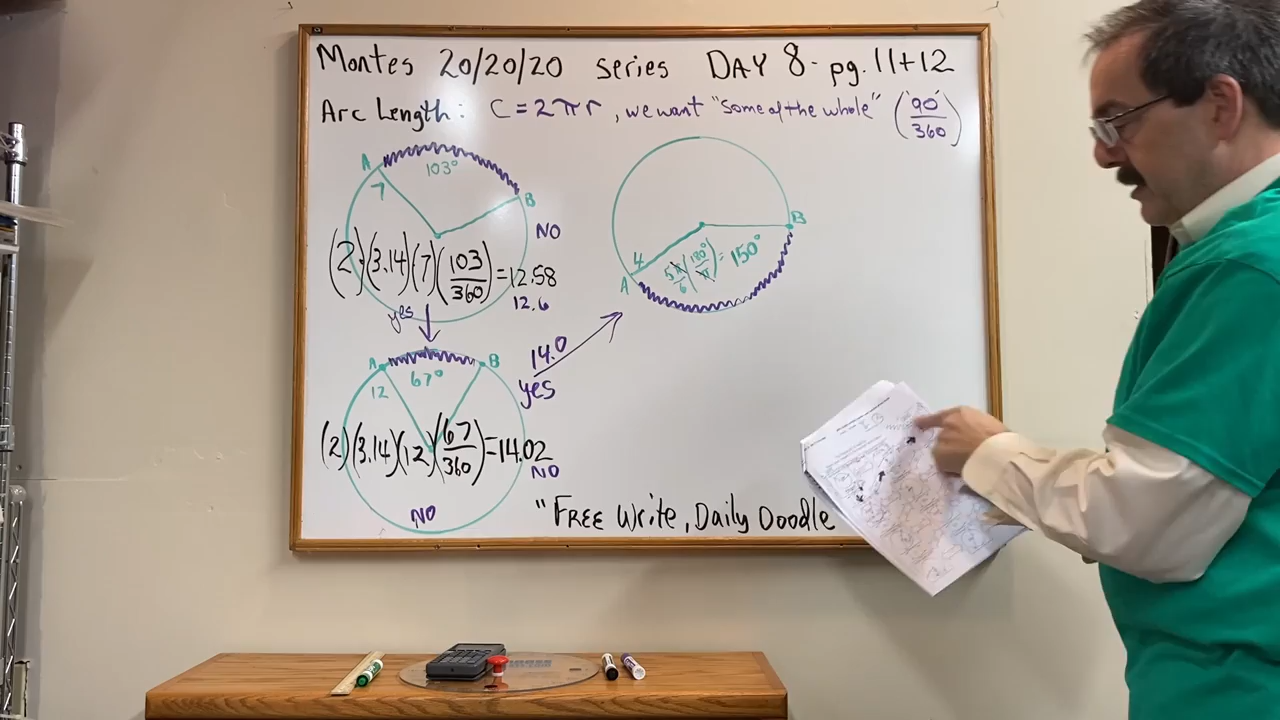 Montes 20/20/20 series DAY 8 - pg. 11+12
Arc Length: C = 2πr, we want "some of the whole" (90°/360)
A
103°
7
B
NO
(2)(3.14)(7)(103/360)=12.58
12.6
yes
A
B
67°
12
(2)(3.14)(12)(67/360)=14.02
NO
NO
14.0
yes
B
4
5π/6 (180°/π) = 150°
A
"FREE Write, Daily Doodle